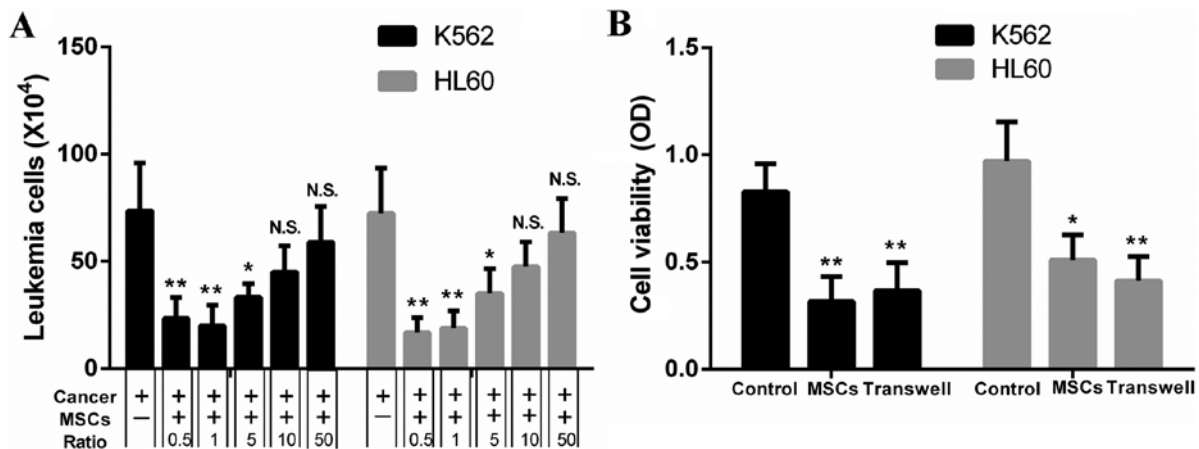 A
K562
HL60
Leukemia cells (X10⁴)
150
100
50
0
** ** * N.S. N.S.
** ** * N.S. N.S.
Cancer + + + + + + + + + + + +
MSCs — + + + + + — + + + + +
Ratio 0.5 1 5 10 50 0.5 1 5 10 50
B
K562
HL60
Cell viability (OD)
1.5
1.0
0.5
0.0
** ** * **
Control MSCs Transwell Control MSCs Transwell